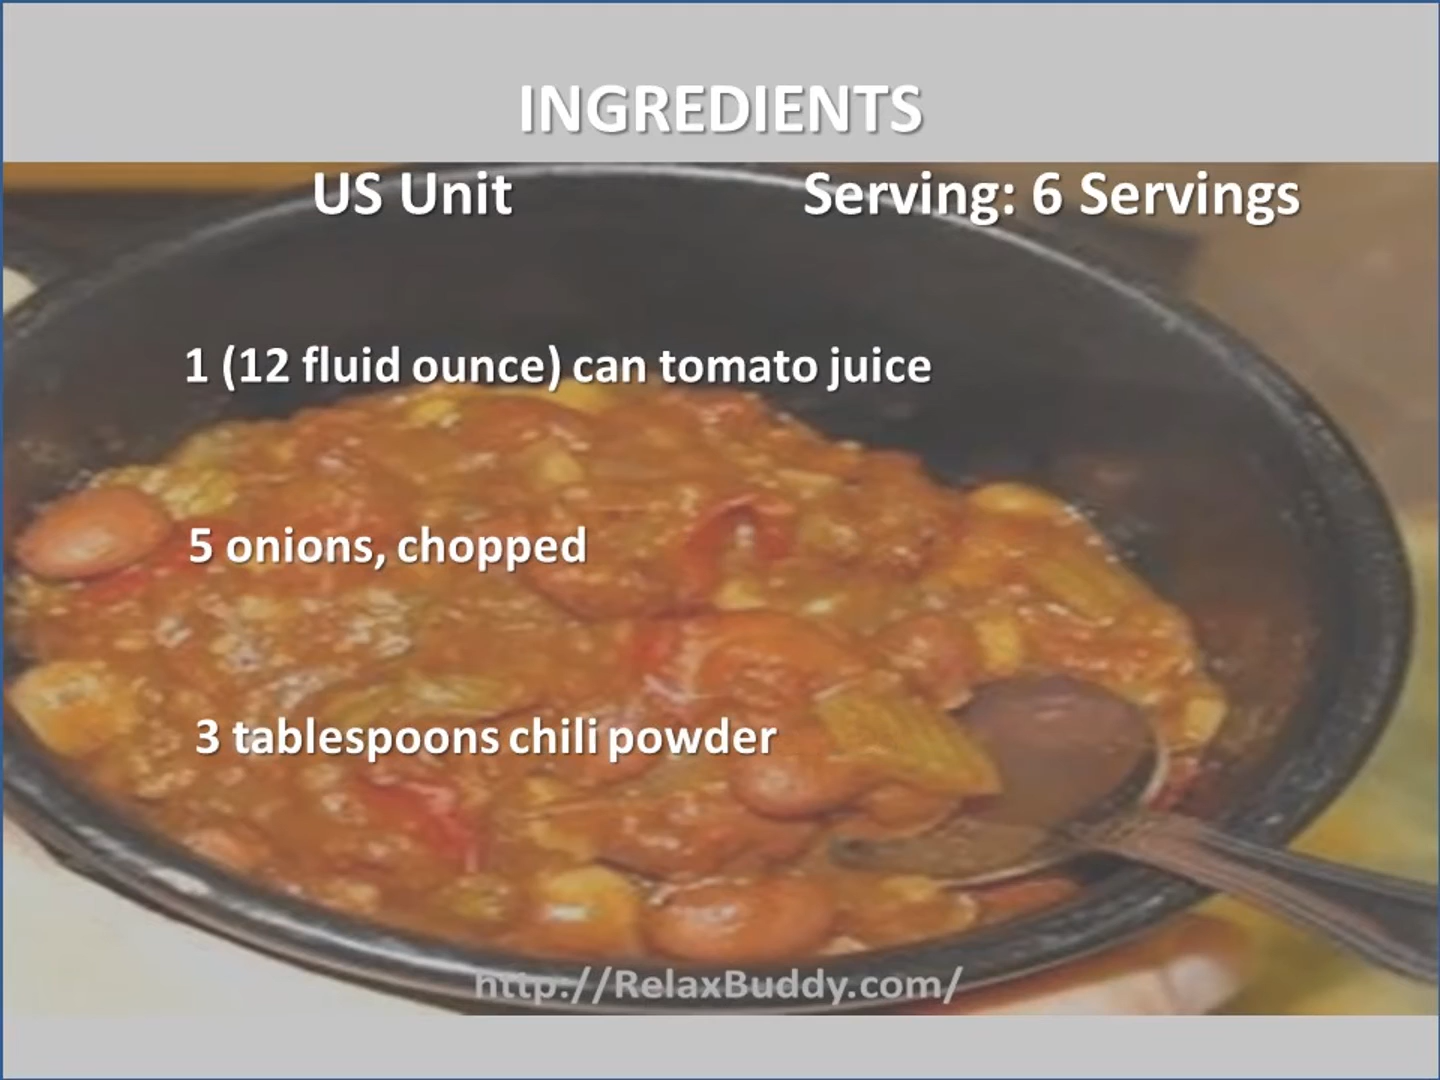 INGREDIENTS
US Unit
Serving: 6 Servings
1 (12 fluid ounce) can tomato juice
5 onions, chopped
3 tablespoons chili powder
http://RelaxBuddy.com/